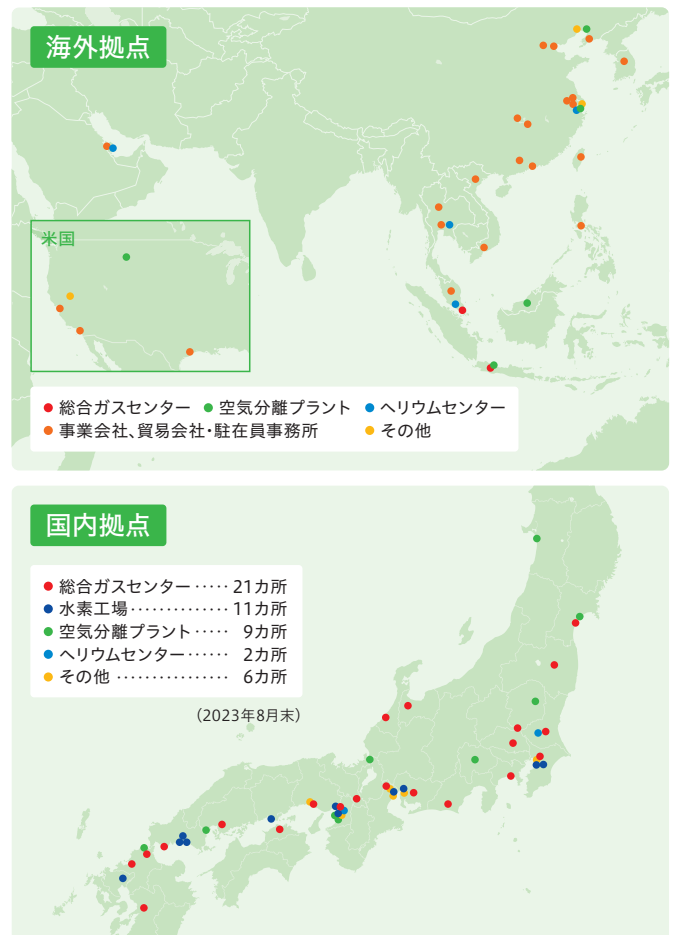 海外拠点
米国
総合ガスセンター 空気分離プラント ヘリウムセンター
事業会社、貿易会社・駐在員事務所 その他
国内拠点
総合ガスセンター ····· 21カ所
水素工場·············· 11カ所
空気分離プラント····· 9カ所
ヘリウムセンター······ 2カ所
その他 ················ 6カ所
（2023年8月末）